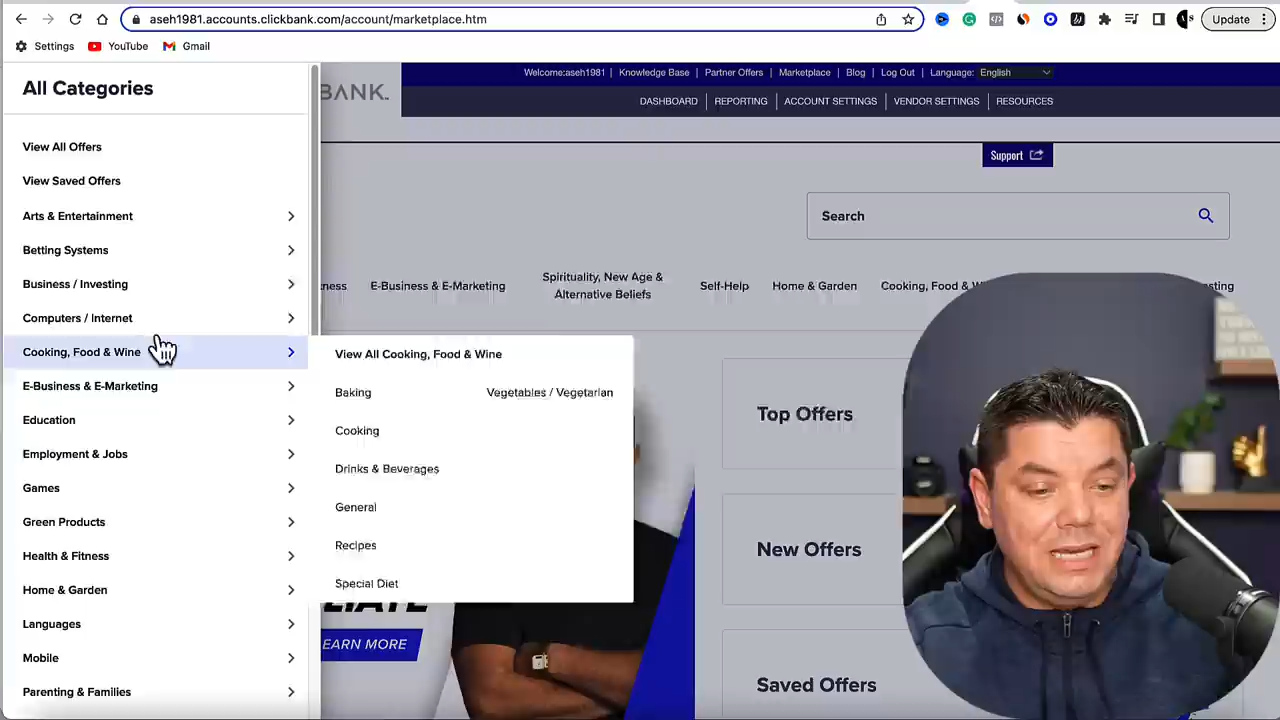 aseh1981.accounts.clickbank.com/account/marketplace.htm
Update
Settings
YouTube
Gmail
All Categories
View All Offers
View Saved Offers
Arts & Entertainment
Betting Systems
Business / Investing
Computers / Internet
Cooking, Food & Wine
E-Business & E-Marketing
Education
Employment & Jobs
Games
Green Products
Health & Fitness
Home & Garden
Languages
Mobile
Parenting & Families
View All Cooking, Food & Wine
Baking
Vegetables / Vegetarian
Cooking
Drinks & Beverages
General
Recipes
Special Diet
BANK
Welcome:aseh1981 | Knowledge Base | Partner Offers | Marketplace | Blog | Log Out | Language: English
DASHBOARD | REPORTING | ACCOUNT SETTINGS | VENDOR SETTINGS | RESOURCES
Support
Search
ness
E-Business & E-Marketing
Spirituality, New Age &
Alternative Beliefs
Self-Help
Home & Garden
Cooking, Food & W
sting
Top Offers
New Offers
Saved Offers
LIATE
EARN MORE